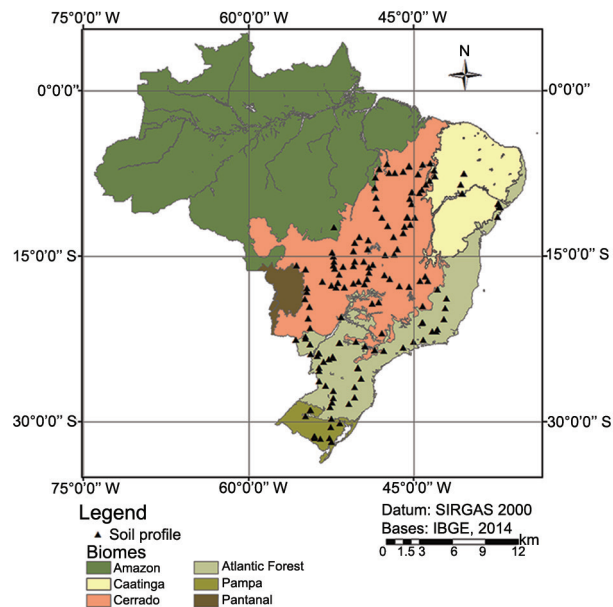 75°0'0'' W 60°0'0'' W 45°0'0'' W
N
0°0'0'' 0°0'0''
15°0'0'' S 15°0'0'' S
30°0'0'' S 30°0'0'' S
75°0'0'' W 60°0'0'' W 45°0'0'' W
Legend
Soil profile
Biomes
Amazon Atlantic Forest
Caatinga Pampa
Cerrado Pantanal
Datum: SIRGAS 2000
Bases: IBGE, 2014
km
0 1.5 3 6 9 12